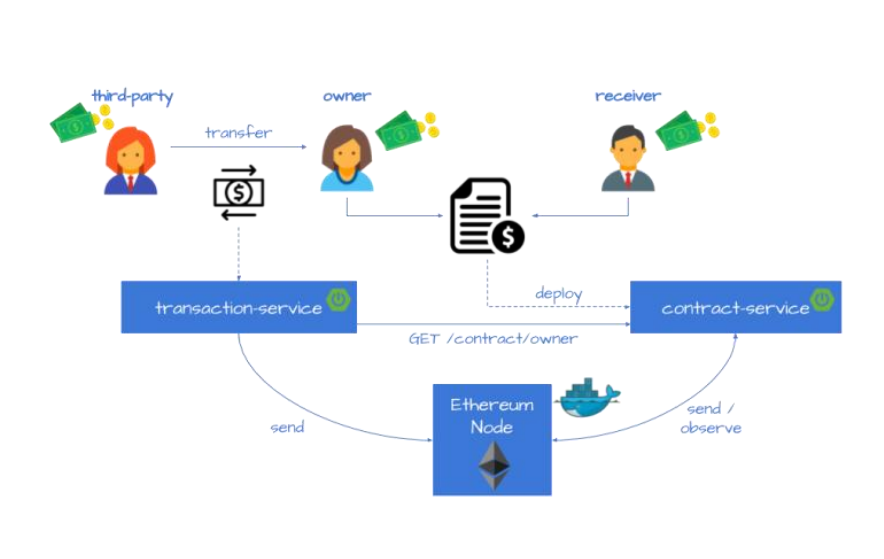 third-party
owner
receiver
transfer
deploy
transaction-service
contract-service
GET /contract/owner
Ethereum
Node
send
send /
observe